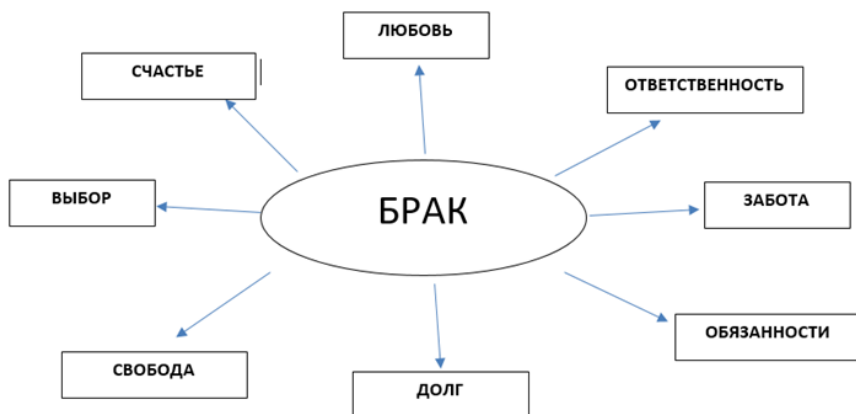 ЛЮБОВЬ
СЧАСТЬЕ
ОТВЕТСТВЕННОСТЬ
ВЫБОР
БРАК
ЗАБОТА
ОБЯЗАННОСТИ
СВОБОДА
ДОЛГ